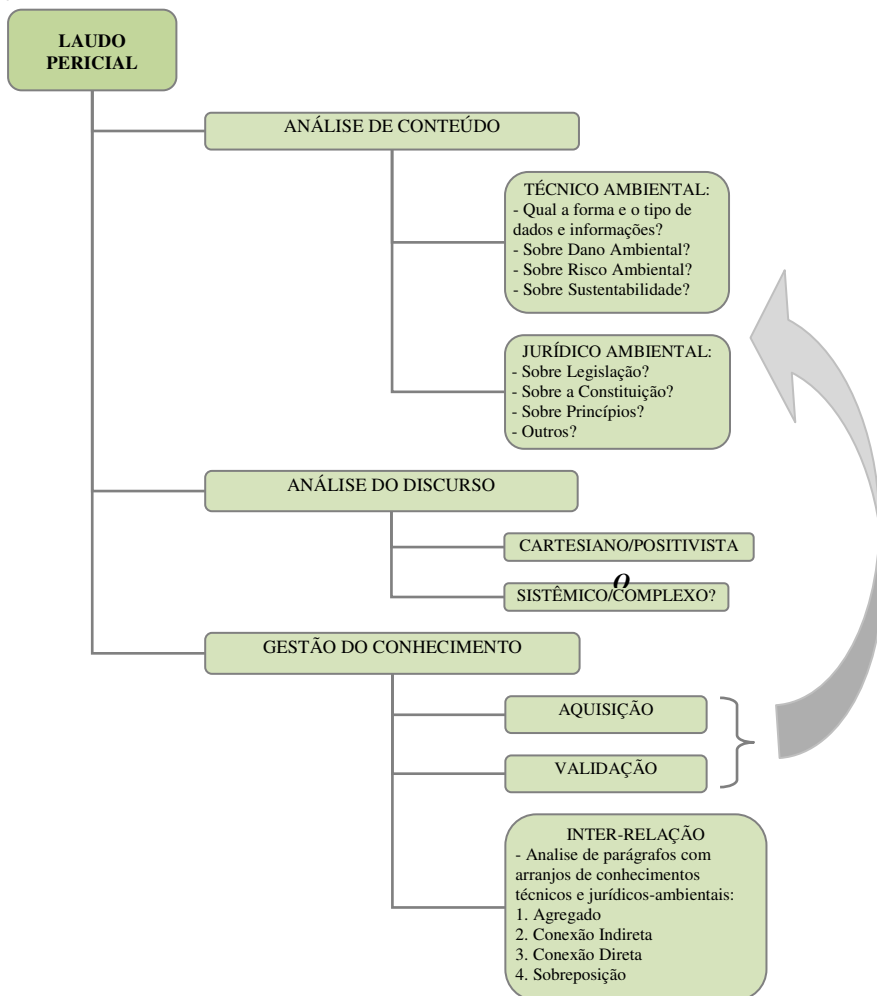 LAUDO
PERICIAL
ANÁLISE DE CONTEÚDO
TÉCNICO AMBIENTAL:
- Qual a forma e o tipo de
dados e informações?
- Sobre Dano Ambiental?
- Sobre Risco Ambiental?
- Sobre Sustentabilidade?
JURÍDICO AMBIENTAL:
- Sobre Legislação?
- Sobre a Constituição?
- Sobre Princípios?
- Outros?
ANÁLISE DO DISCURSO
CARTESIANO/POSITIVISTA
SISTÊMICO/COMPLEXO?
GESTÃO DO CONHECIMENTO
AQUISIÇÃO
VALIDAÇÃO
INTER-RELAÇÃO
- Analise de parágrafos com
arranjos de conhecimentos
técnicos e jurídicos-ambientais:
1. Agregado
2. Conexão Indireta
3. Conexão Direta
4. Sobreposição